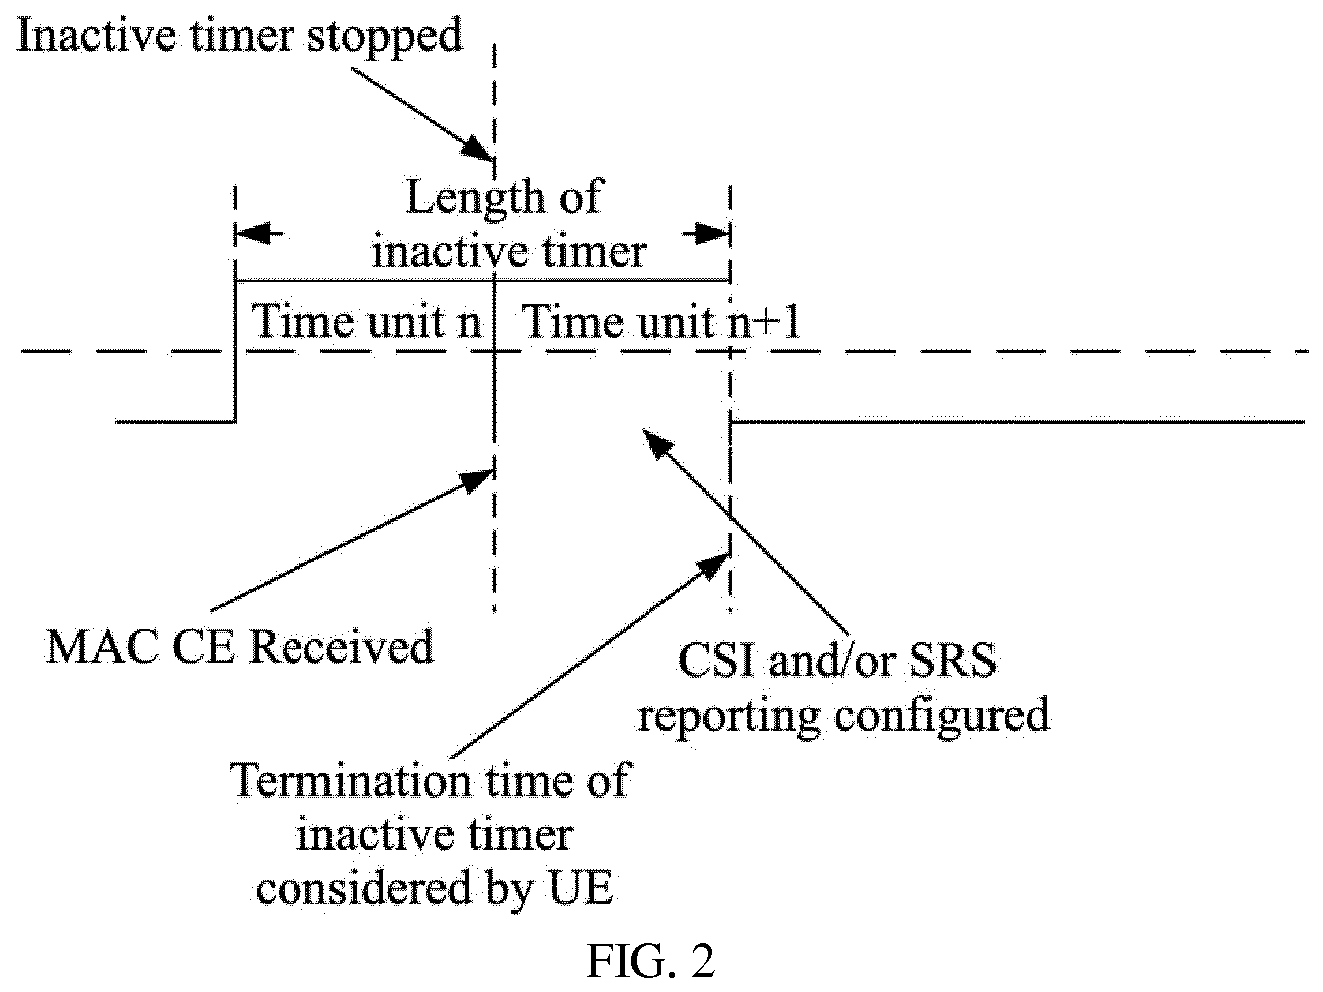 Inactive timer stopped
Length of
inactive timer
Time unit n
Time unit n+1
MAC CE Received
CSI and/or SRS
reporting configured
Termination time of
inactive timer
considered by UE
FIG. 2